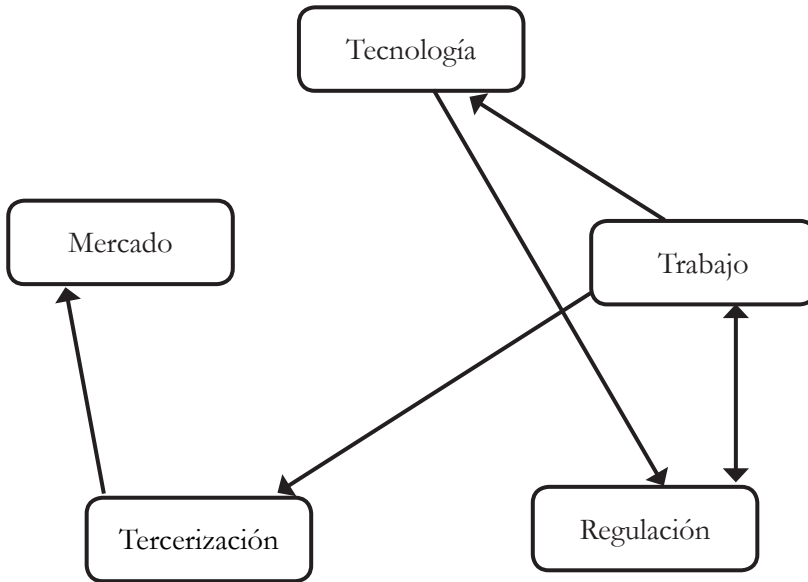 Tecnología
Mercado
Trabajo
Tercerización
Regulación